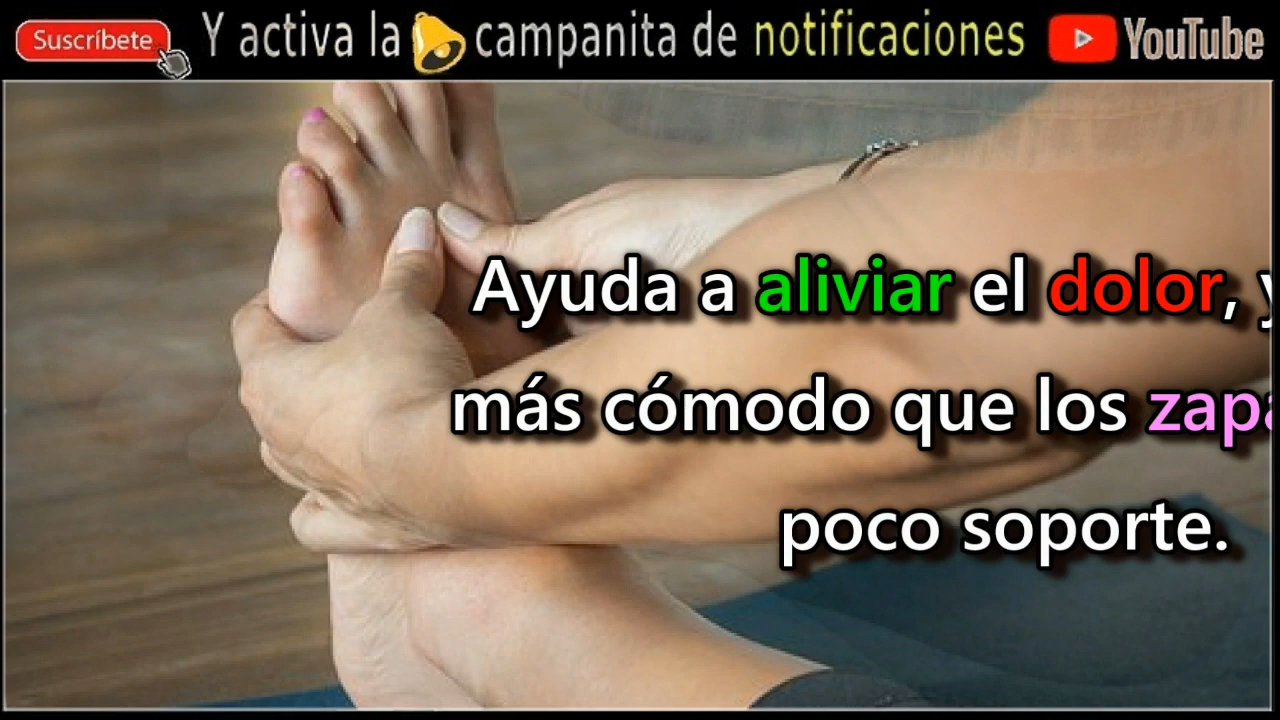 Suscríbete Y activa la campanita de notificaciones YouTube
Ayuda a aliviar el dolor, y
más cómodo que los
poco soporte.